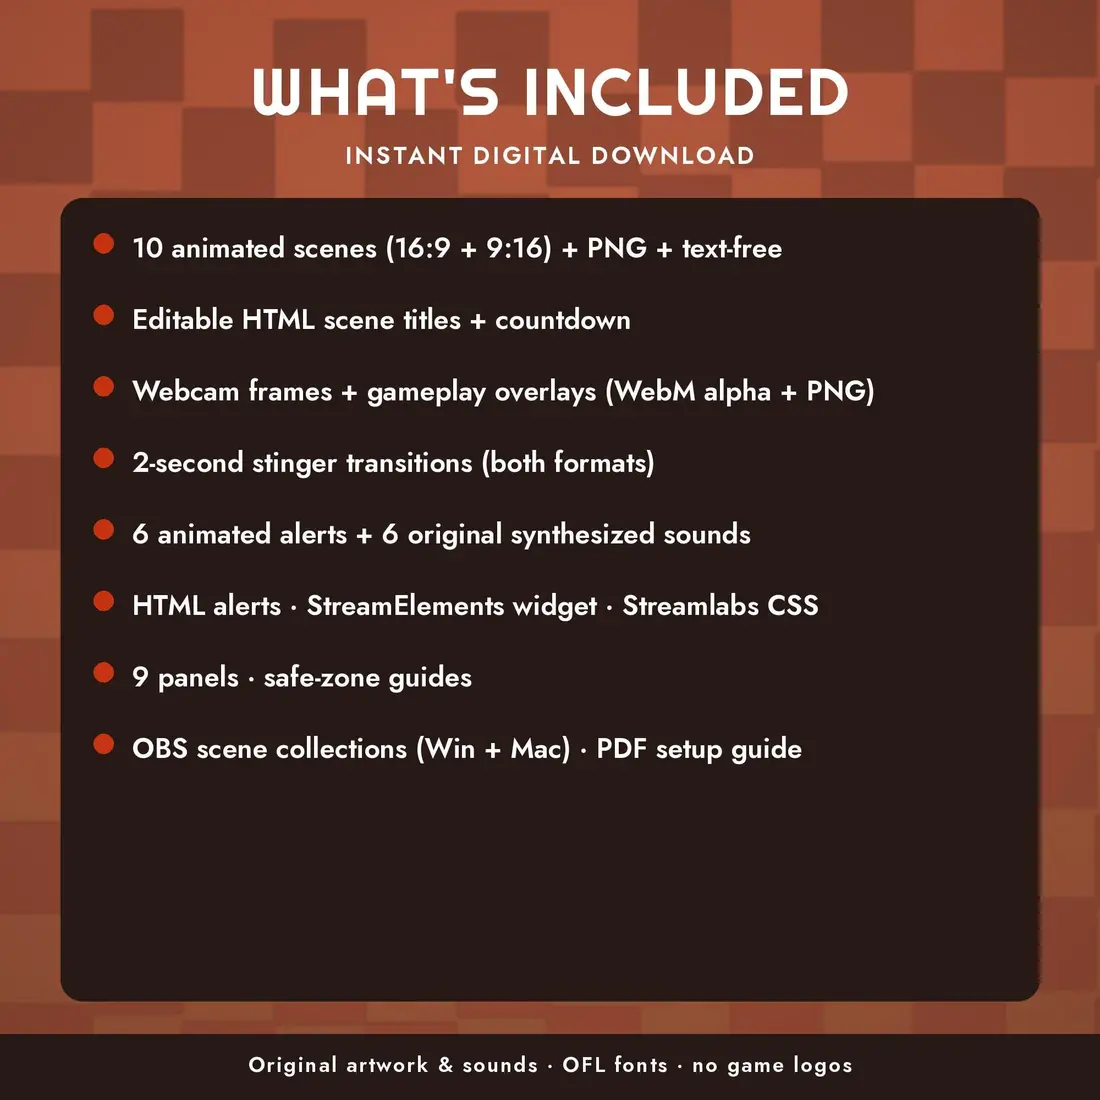 WHAT'S INCLUDED
INSTANT DIGITAL DOWNLOAD
10 animated scenes (16:9 + 9:16) + PNG + text-free
Editable HTML scene titles + countdown
Webcam frames + gameplay overlays (WebM alpha + PNG)
2-second stinger transitions (both formats)
6 animated alerts + 6 original synthesized sounds
HTML alerts · StreamElements widget · Streamlabs CSS
9 panels · safe-zone guides
OBS scene collections (Win + Mac) · PDF setup guide
Original artwork & sounds · OFL fonts · no game logos